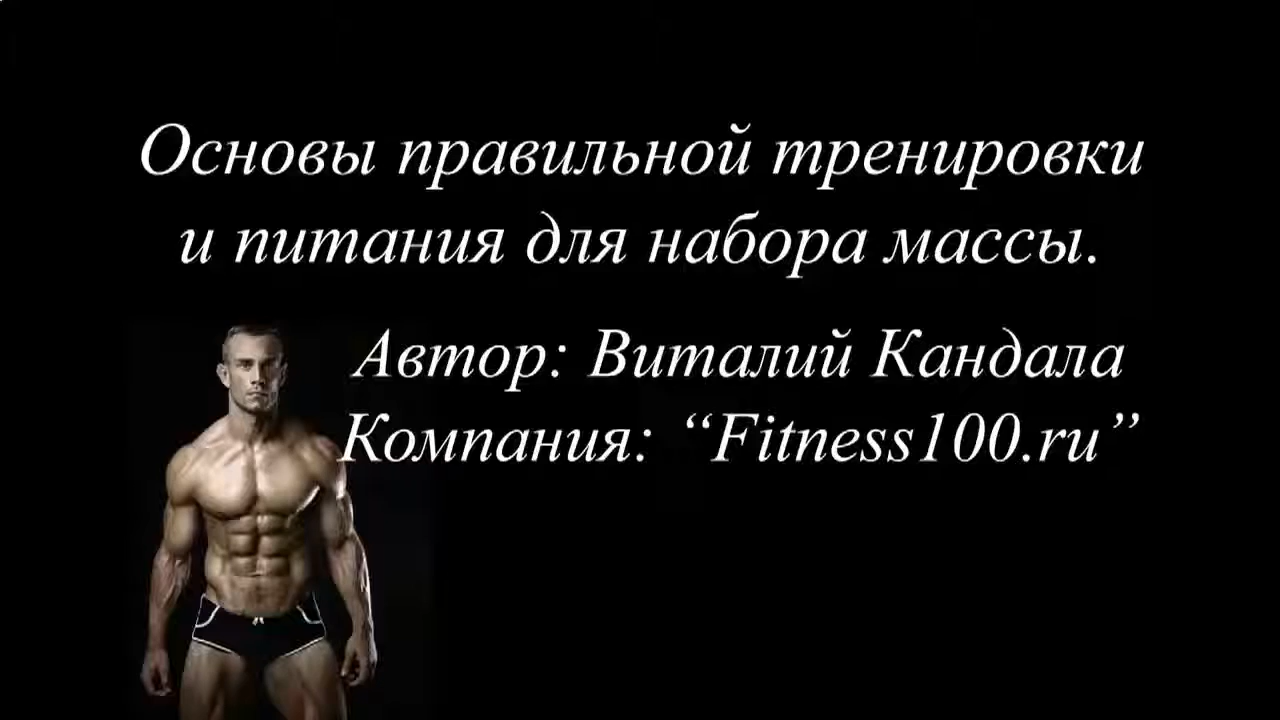 Основы правильной тренировки
и питания для набора массы.
Автор: Виталий Кандала
Компания: “Fitness100.ru”